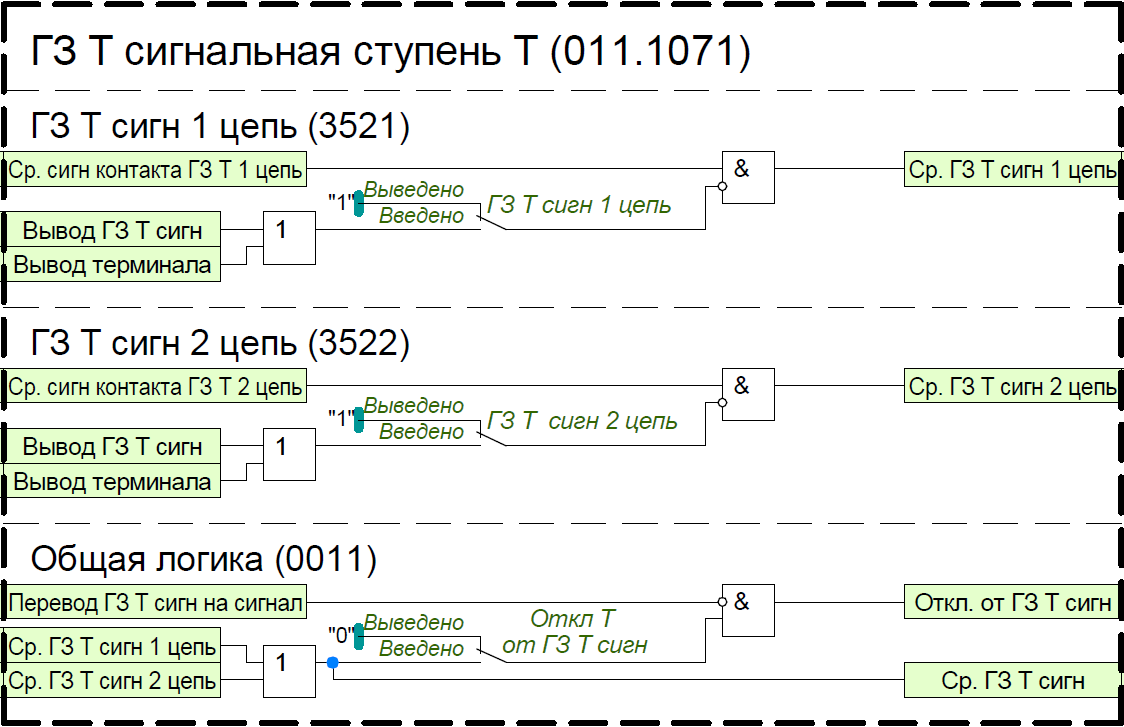 ГЗ Т сигнальная ступень Т (011.1071)
ГЗ Т сигн 1 цепь (3521)
Ср. сигн контакта ГЗ Т 1 цепь
&
Ср. ГЗ Т сигн 1 цепь
"1"
Выведено
Введено
ГЗ Т сигн 1 цепь
Вывод ГЗ Т сигн
1
Вывод терминала
ГЗ Т сигн 2 цепь (3522)
Ср. сигн контакта ГЗ Т 2 цепь
&
Ср. ГЗ Т сигн 2 цепь
"1"
Выведено
Введено
ГЗ Т сигн 2 цепь
Вывод ГЗ Т сигн
1
Вывод терминала
Общая логика (0011)
Перевод ГЗ Т сигн на сигнал
&
Откл. от ГЗ Т сигн
"0"
Выведено
Введено
Откл Т
от ГЗ Т сигн
Ср. ГЗ Т сигн 1 цепь
1
Ср. ГЗ Т сигн 2 цепь
Ср. ГЗ Т сигн